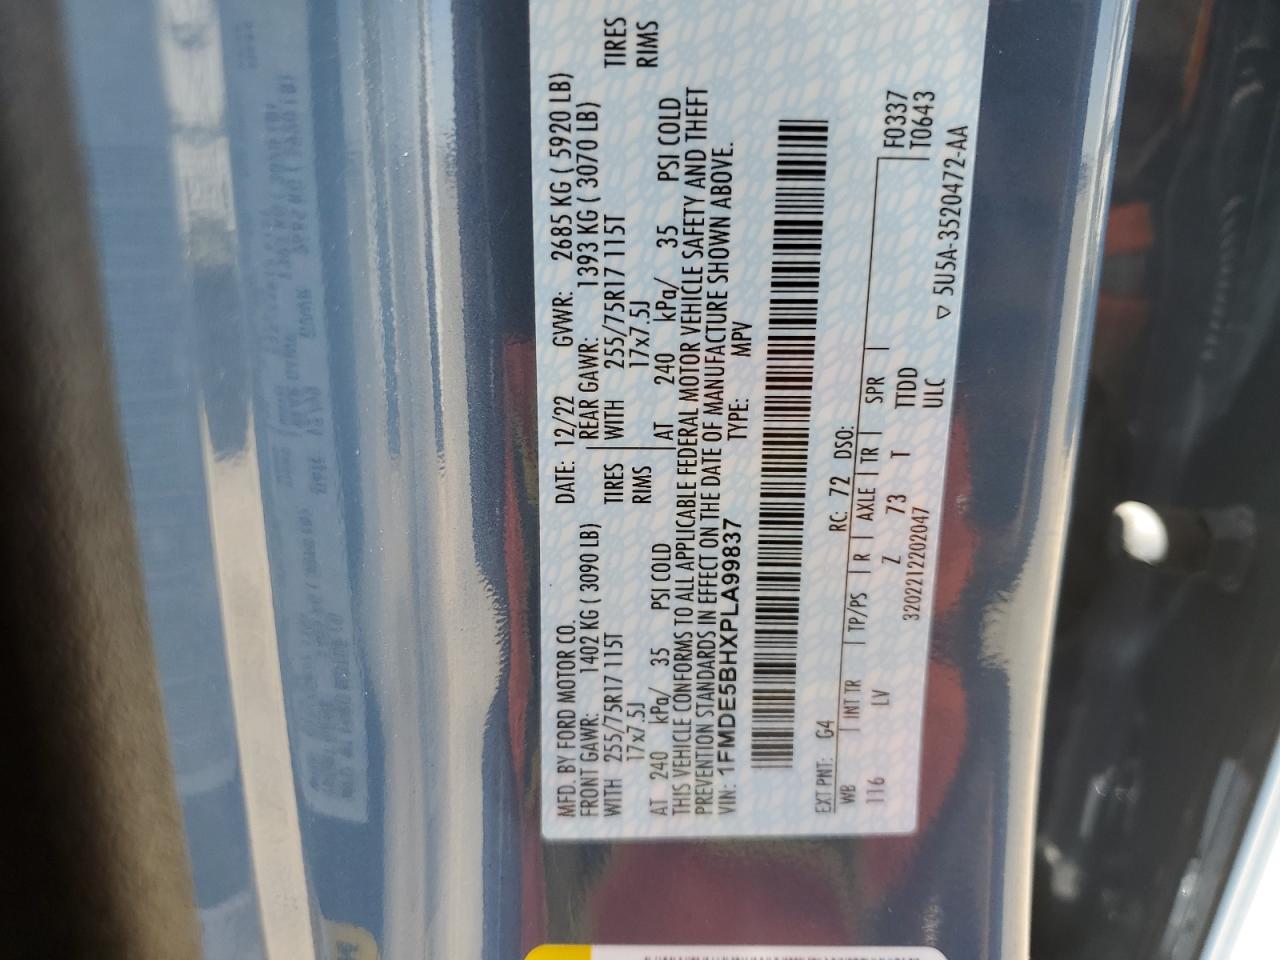 MFD. BY FORD MOTOR CO. DATE: 12/22 GVWR: 2685 KG ( 5920 LB)
FRONT GAWR: 1402 KG ( 3090 LB) REAR GAWR: 1393 KG ( 3070 LB)
WITH 255/75R17 115T TIRES WITH 255/75R17 115T TIRES
17x7.5J RIMS 17x7.5J RIMS
AT 240 kPa/ 35 PSI COLD AT 240 kPa/ 35 PSI COLD
THIS VEHICLE CONFORMS TO ALL APPLICABLE FEDERAL MOTOR VEHICLE SAFETY AND THEFT
PREVENTION STANDARDS IN EFFECT ON THE DATE OF MANUFACTURE SHOWN ABOVE.
VIN: 1FMDE5BHXPLA99837 TYPE: MPV
EXT PNT: G4 RC: 72 DSO: F0337
WB INT TR TP/PS R AXLE TR SPR T0643
116 LV Z 73 T TTDD
3202212202047 ULC
▽ 5U5A-3520472-AA